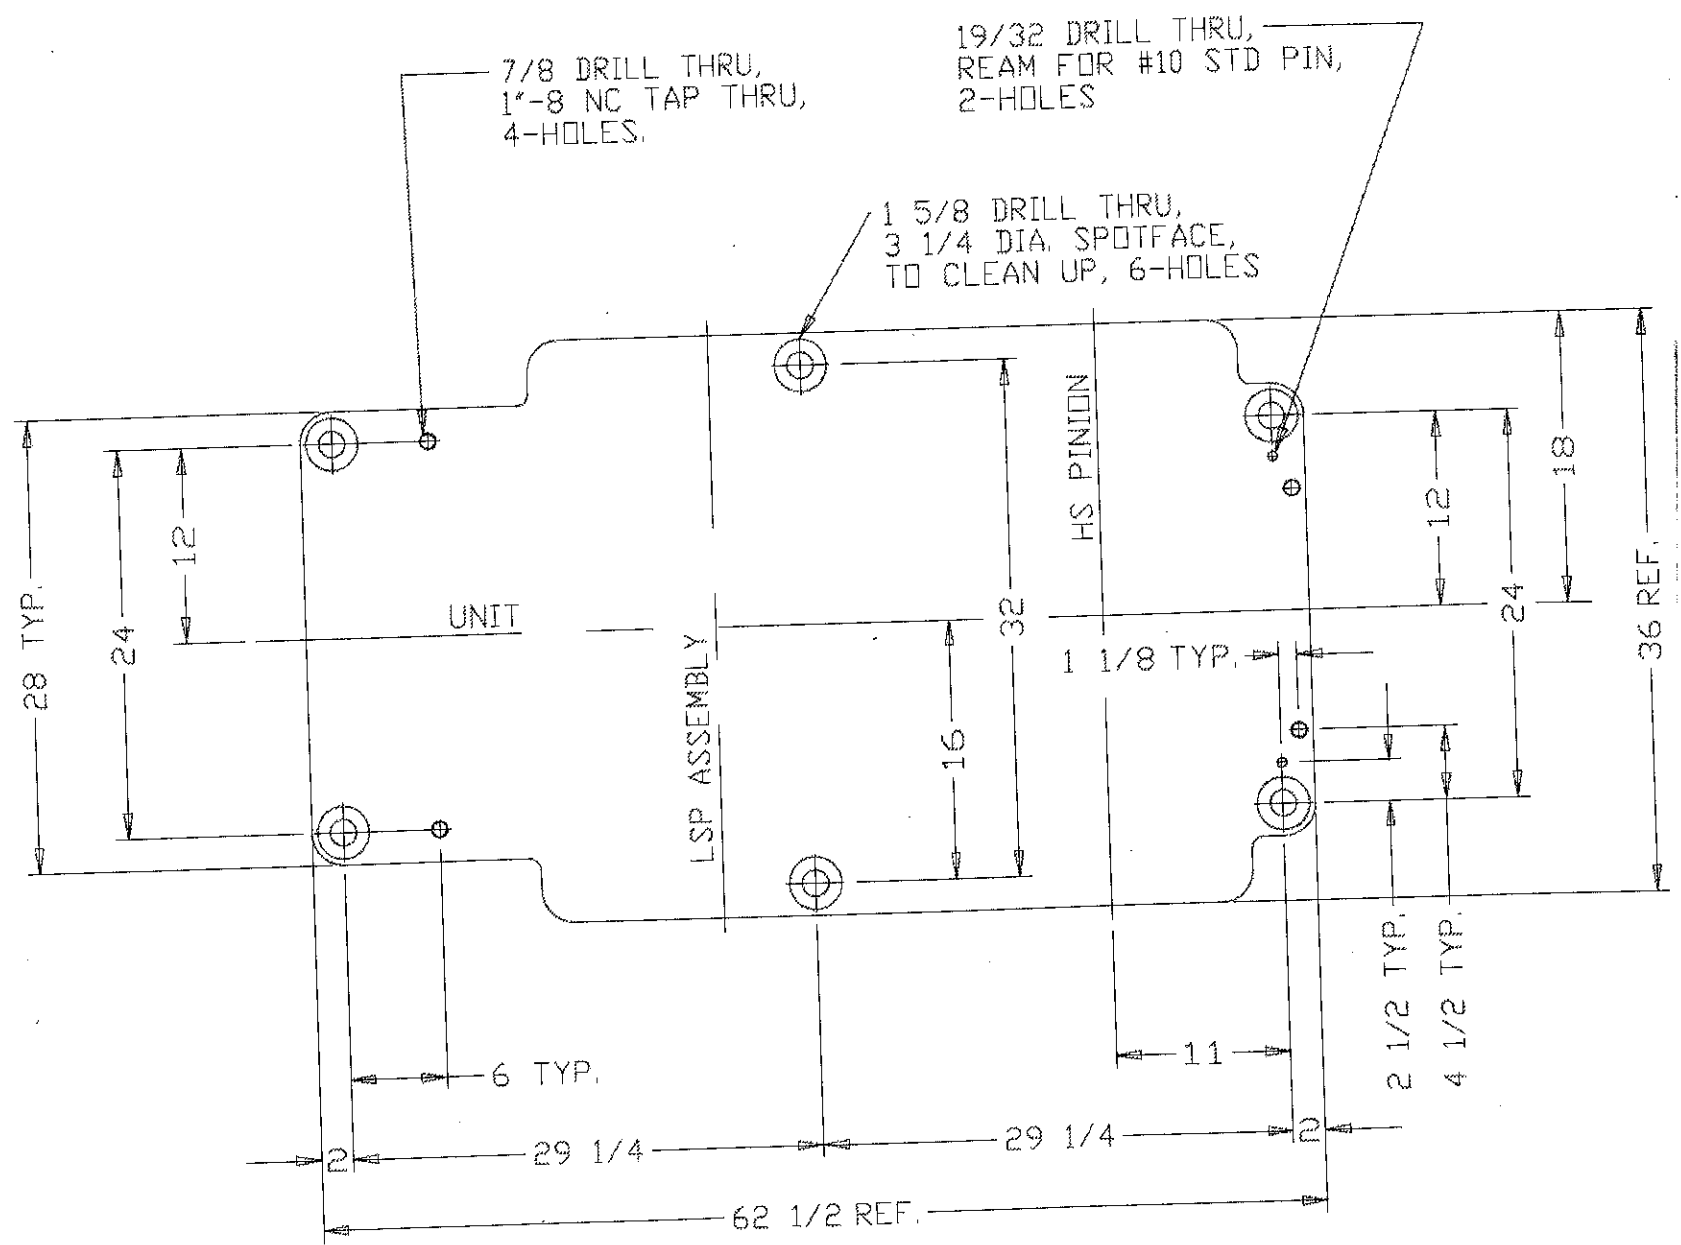 19/32 DRILL THRU,
REAM FOR #10 STD PIN,
2-HOLES
7/8 DRILL THRU,
1"-8 NC TAP THRU,
4-HOLES.
1 5/8 DRILL THRU,
3 1/4 DIA. SPOTFACE,
TO CLEAN UP, 6-HOLES
HS PINION
18
12
12
28 TYP.
24
UNIT
32
24
36 REF.
1 1/8 TYP.
LSP ASSEMBLY
16
2 1/2 TYP.
4 1/2 TYP.
11
6 TYP.
2
29 1/4
29 1/4
2
62 1/2 REF.